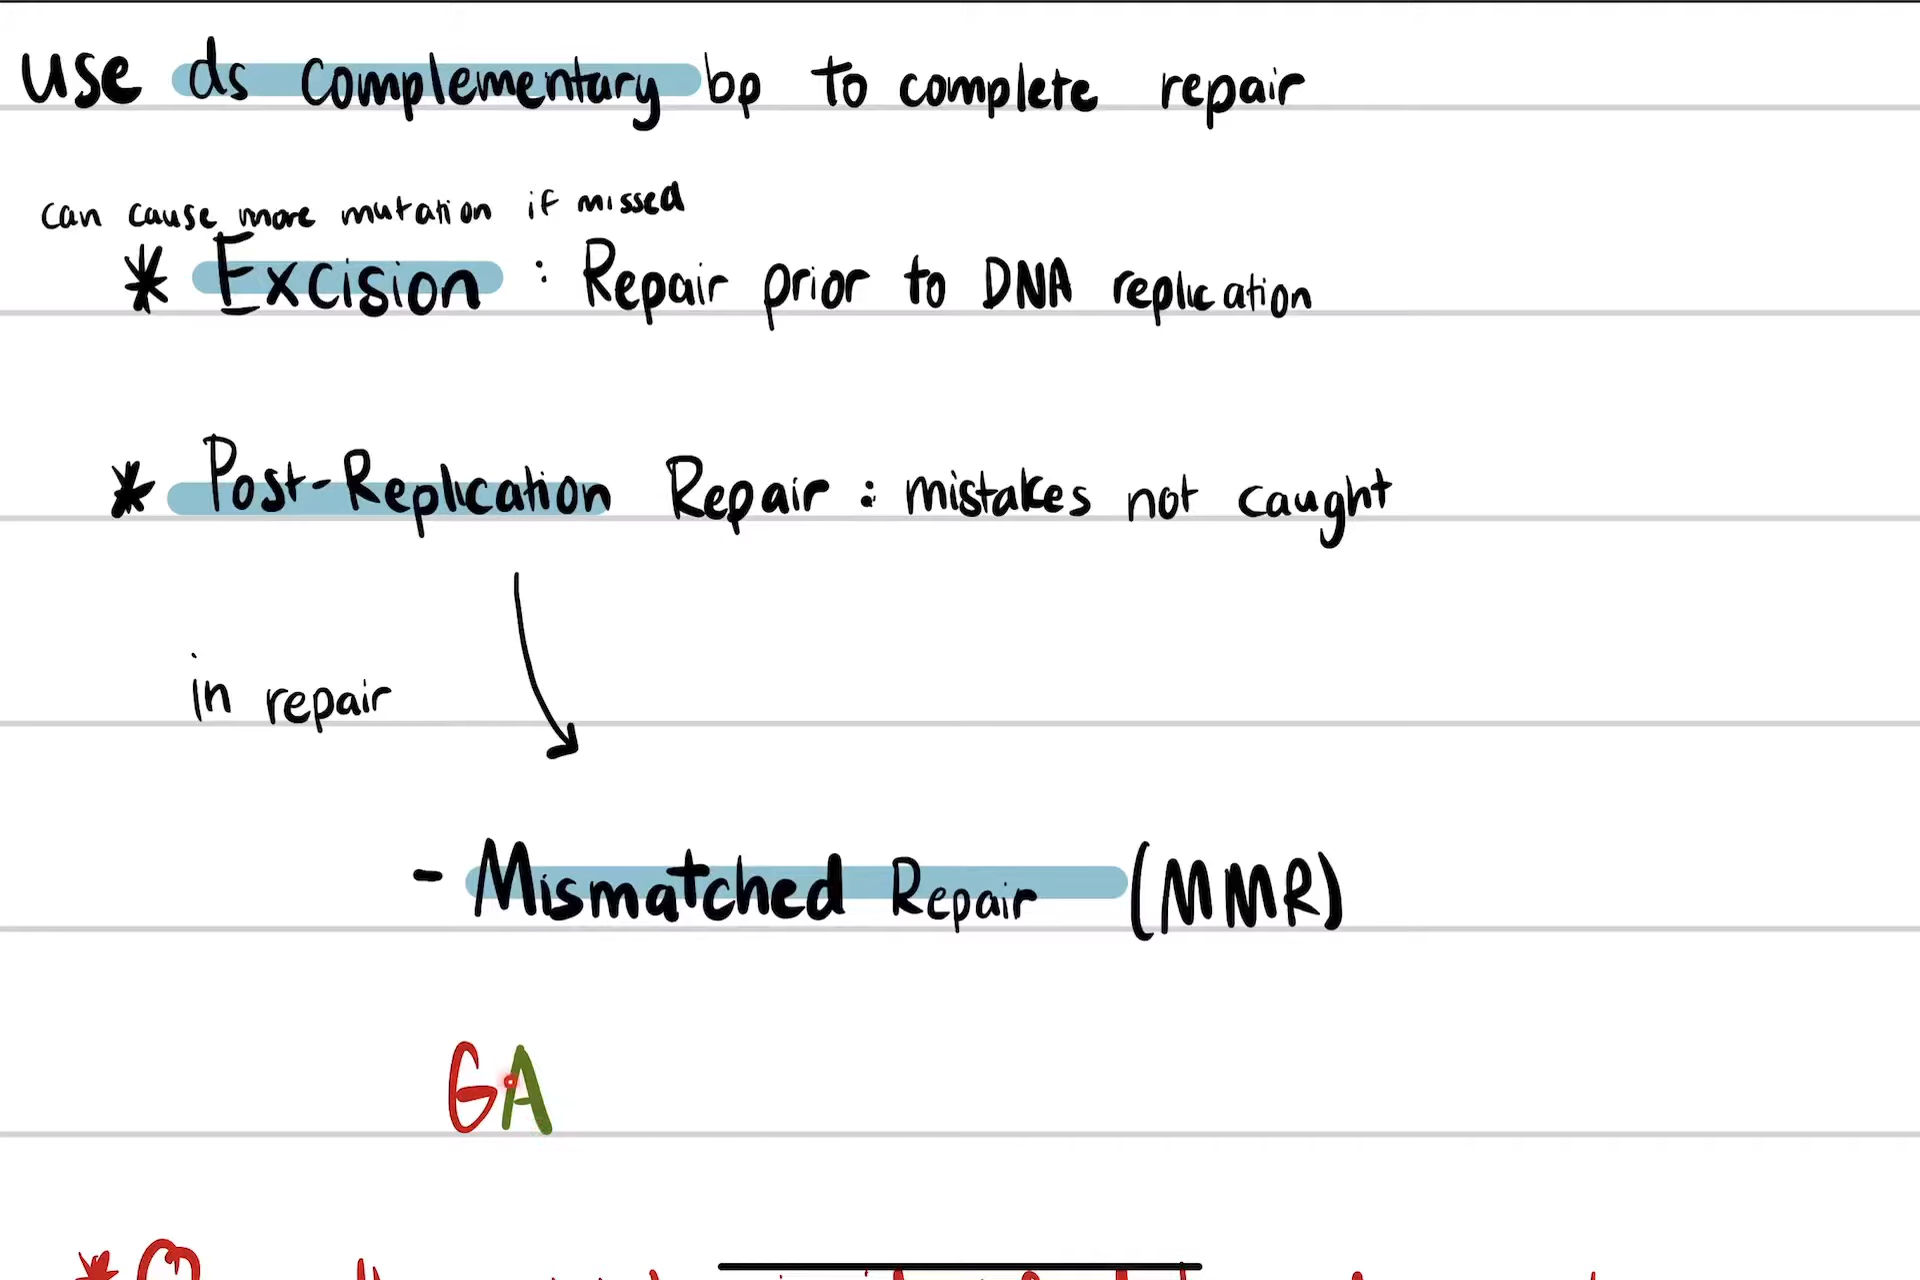 use ds complementary bp to complete repair
can cause more mutation if missed
* Excision : Repair prior to DNA replication
* Post-Replication Repair : mistakes not caught
in repair
- Mismatched Repair (MMR)
GA